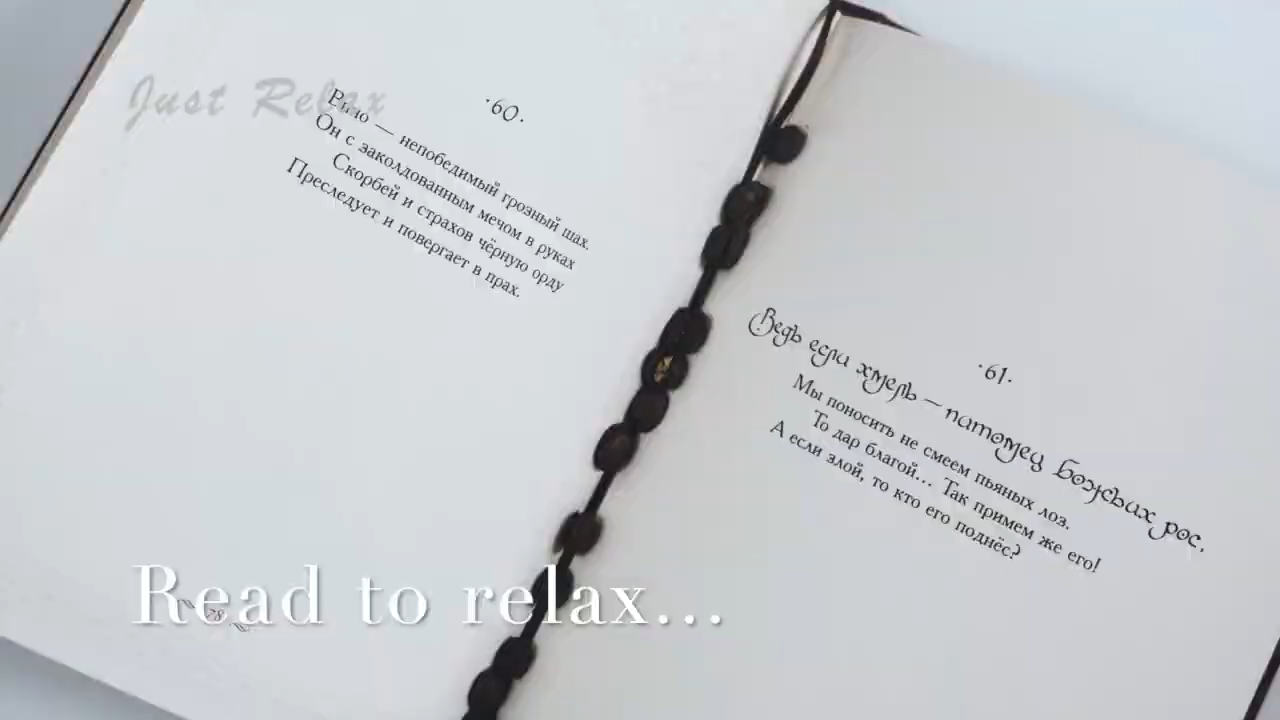 Just Relax
·60·
Вино — непобедимый грозный шах.
Он с заколдованным мечом в руках
Скорбей и страхов чёрную орду
Преследует и повергает в прах.
78
·61·
Ведь если хмель — питомец Божьих рос,
Мы поносить не смеем пьяных лоз.
То дар благой... Так примем же его!
А если злой, то кто его поднёс?
Read to relax...